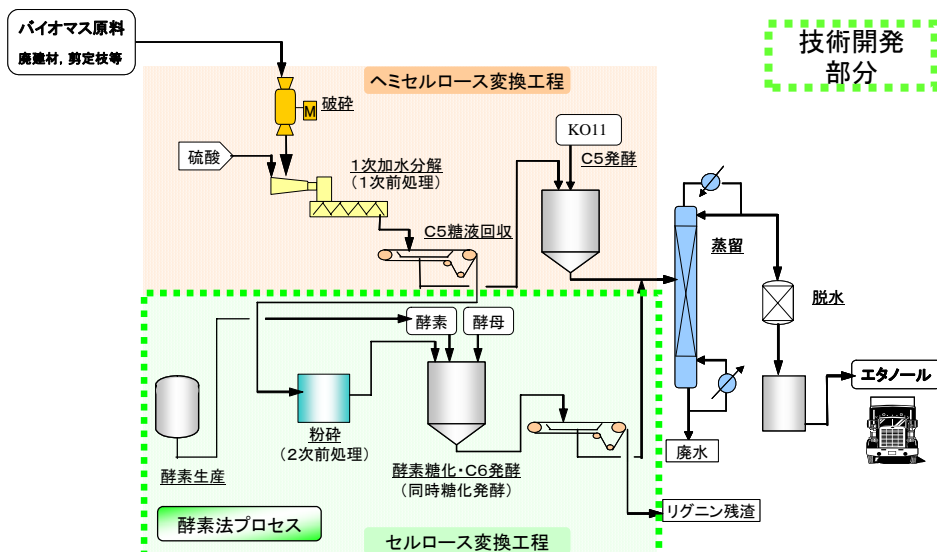 バイオマス原料
廃建材，剪定枝等
技術開発
部分
ヘミセルロース変換工程
M
破砕
KO11
C5発酵
硫酸
1次加水分解
（1次前処理）
C5糖液回収
蒸留
脱水
酵素
酵母
エタノール
粉砕
（2次前処理）
廃水
酵素生産
酵素糖化・C6発酵
（同時糖化発酵）
リグニン残渣
酵素法プロセス
セルロース変換工程